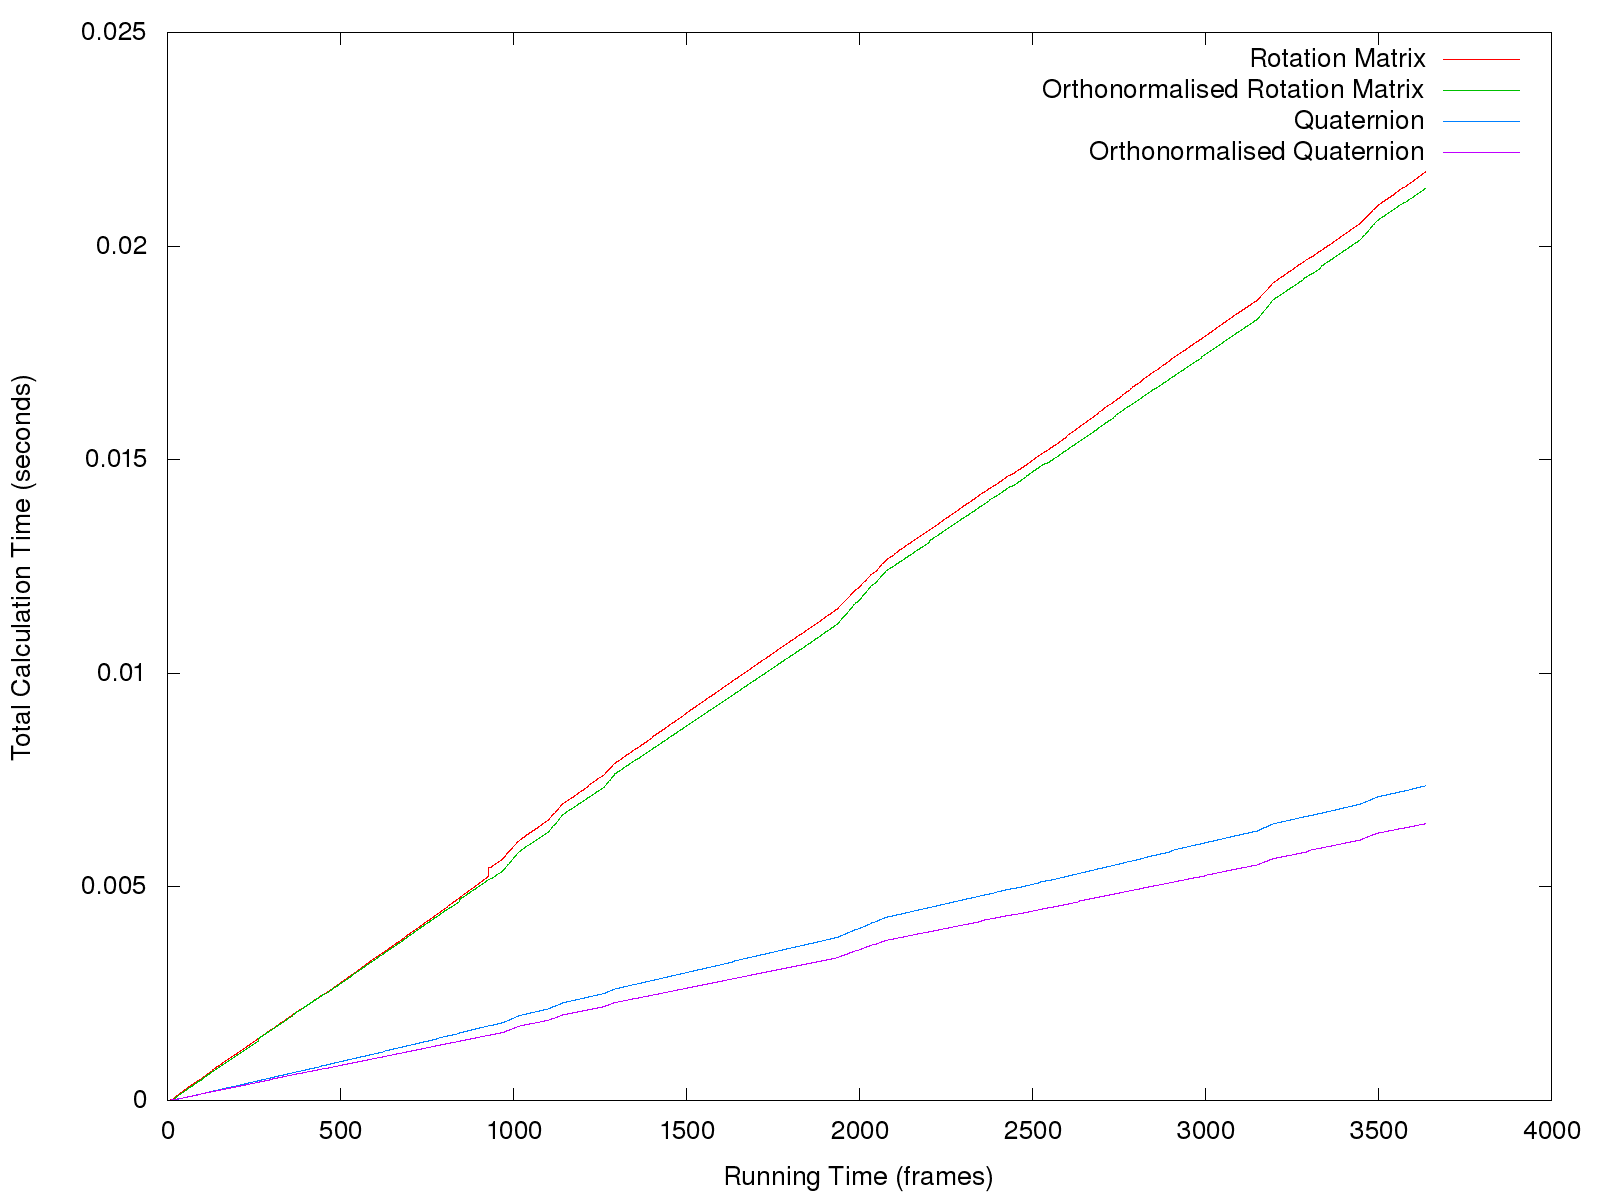 0.025
0.02
0.015
0.01
0.005
0
0 500 1000 1500 2000 2500 3000 3500 4000
Total Calculation Time (seconds)
Running Time (frames)
Rotation Matrix
Orthonormalised Rotation Matrix
Quaternion
Orthonormalised Quaternion